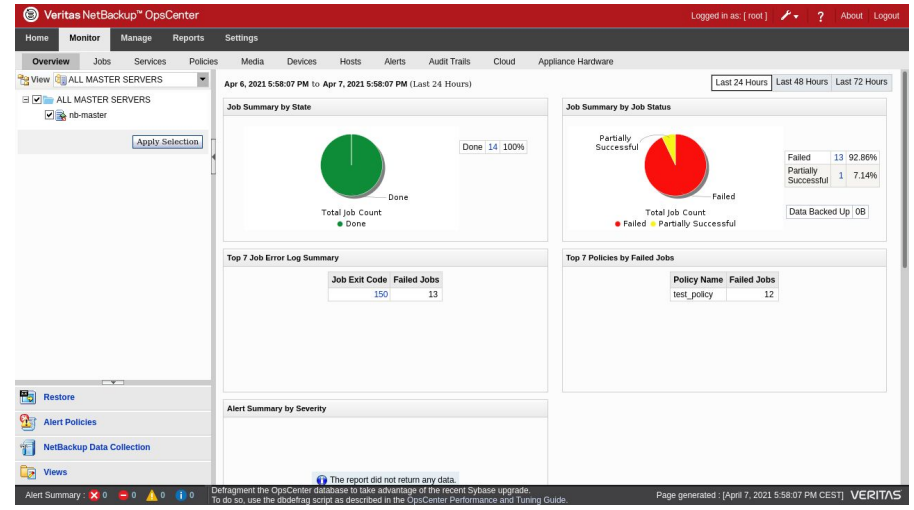 Veritas NetBackup™ OpsCenter
Logged in as: [ root ] ? About Logout
Home Monitor Manage Reports Settings
Overview Jobs Services Policies Media Devices Hosts Alerts Audit Trails Cloud Appliance Hardware
View ALL MASTER SERVERS
Apr 6, 2021 5:58:07 PM to Apr 7, 2021 5:58:07 PM (Last 24 Hours)
Last 24 Hours Last 48 Hours Last 72 Hours
ALL MASTER SERVERS
nb-master
Apply Selection
Job Summary by State
Done 14 100%
Done
Total Job Count
Done
Job Summary by Job Status
Partially
Successful
Failed 13 92.86%
Partially
Successful 1 7.14%
Failed
Data Backed Up 0B
Total Job Count
Failed Partially Successful
Top 7 Job Error Log Summary
Job Exit Code Failed Jobs
150 13
Top 7 Policies by Failed Jobs
Policy Name Failed Jobs
test_policy 12
Restore
Alert Policies
NetBackup Data Collection
Views
Alert Summary by Severity
The report did not return any data.
Alert Summary : 0 0 0 0
Defragment the OpsCenter database to take advantage of the recent Sybase upgrade.
To do so, use the dbdefrag script as described in the OpsCenter Performance and Tuning Guide.
Page generated : [April 7, 2021 5:58:07 PM CEST] VERITAS